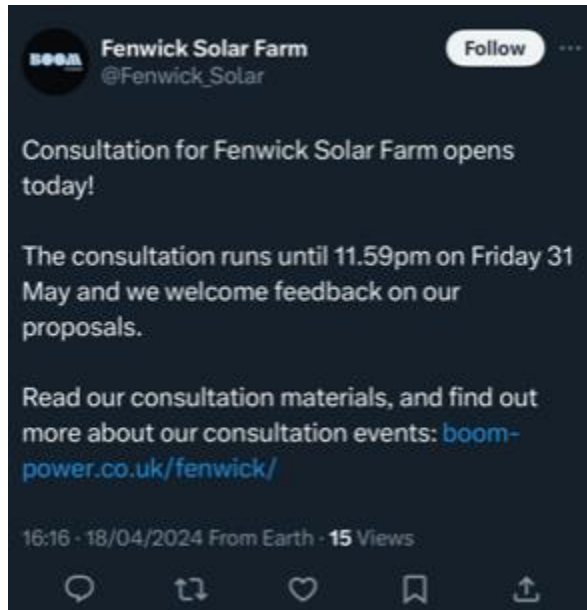 BOOM
Fenwick Solar Farm
Follow
@Fenwick_Solar
Consultation for Fenwick Solar Farm opens
today!
The consultation runs until 11.59pm on Friday 31
May and we welcome feedback on our
proposals.
Read our consultation materials, and find out
more about our consultation events: boom-
power.co.uk/fenwick/
16:16 · 18/04/2024 From Earth · 15 Views